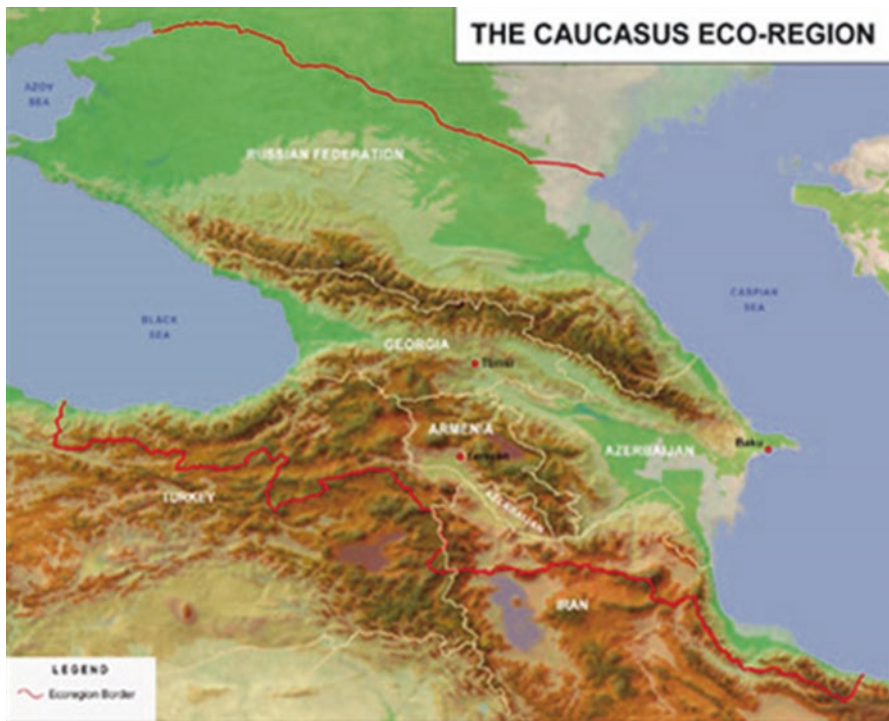 THE CAUCASUS ECO-REGION
AZOV
SEA
RUSSIAN FEDERATION
CASPIAN
SEA
BLACK
SEA
GEORGIA
Tbilisi
ARMENIA
AZERBAIJAN
Baku
Yerevan
TURKEY
AZERBAIJAN
IRAN
LEGEND
Ecoregion Border